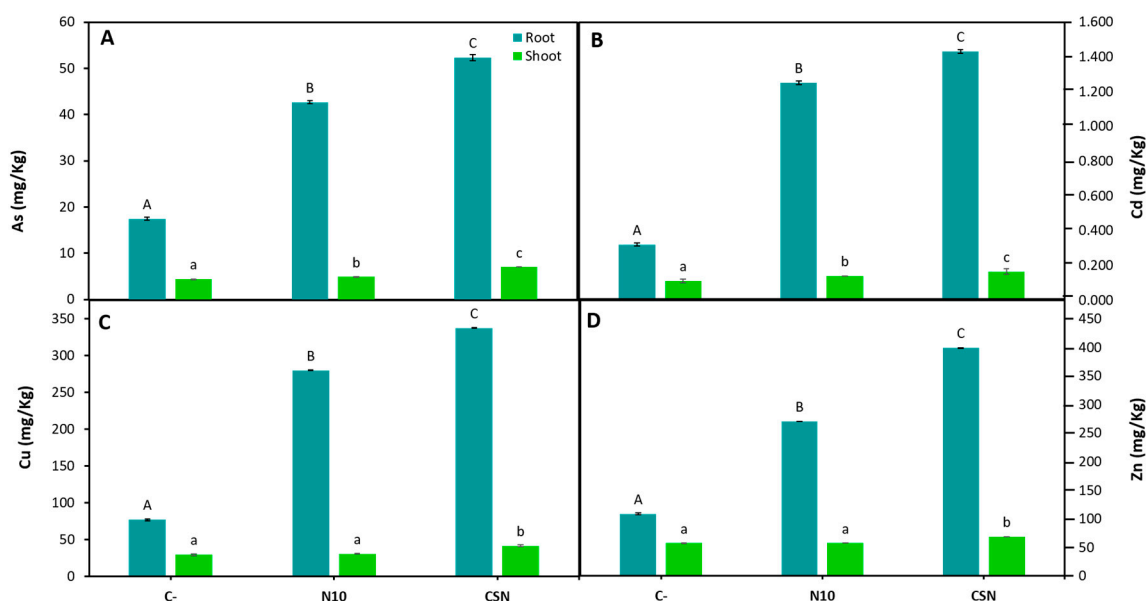 A
As (mg/Kg)
60
50
40
30
20
10
0
Root
Shoot
A
a
B
b
C
c
B
Cd (mg/Kg)
1.600
1.400
1.200
1.000
0.800
0.600
0.400
0.200
0.000
A
a
B
b
C
c
C
Cu (mg/Kg)
350
300
250
200
150
100
50
0
A
a
B
a
C
b
C-
N10
CSN
D
Zn (mg/Kg)
450
400
350
300
250
200
150
100
50
0
A
a
B
a
C
b
C-
N10
CSN